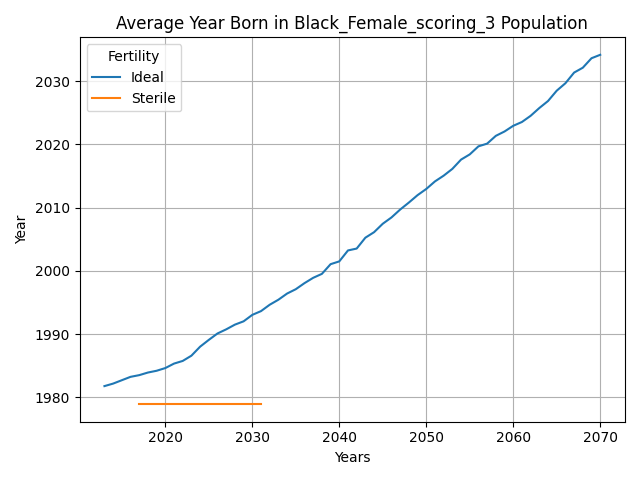 Average Year Born in Black_Female_scoring_3 Population
Fertility
Ideal
Sterile
Year
2030
2020
2010
2000
1990
1980
2020 2030 2040 2050 2060 2070
Years